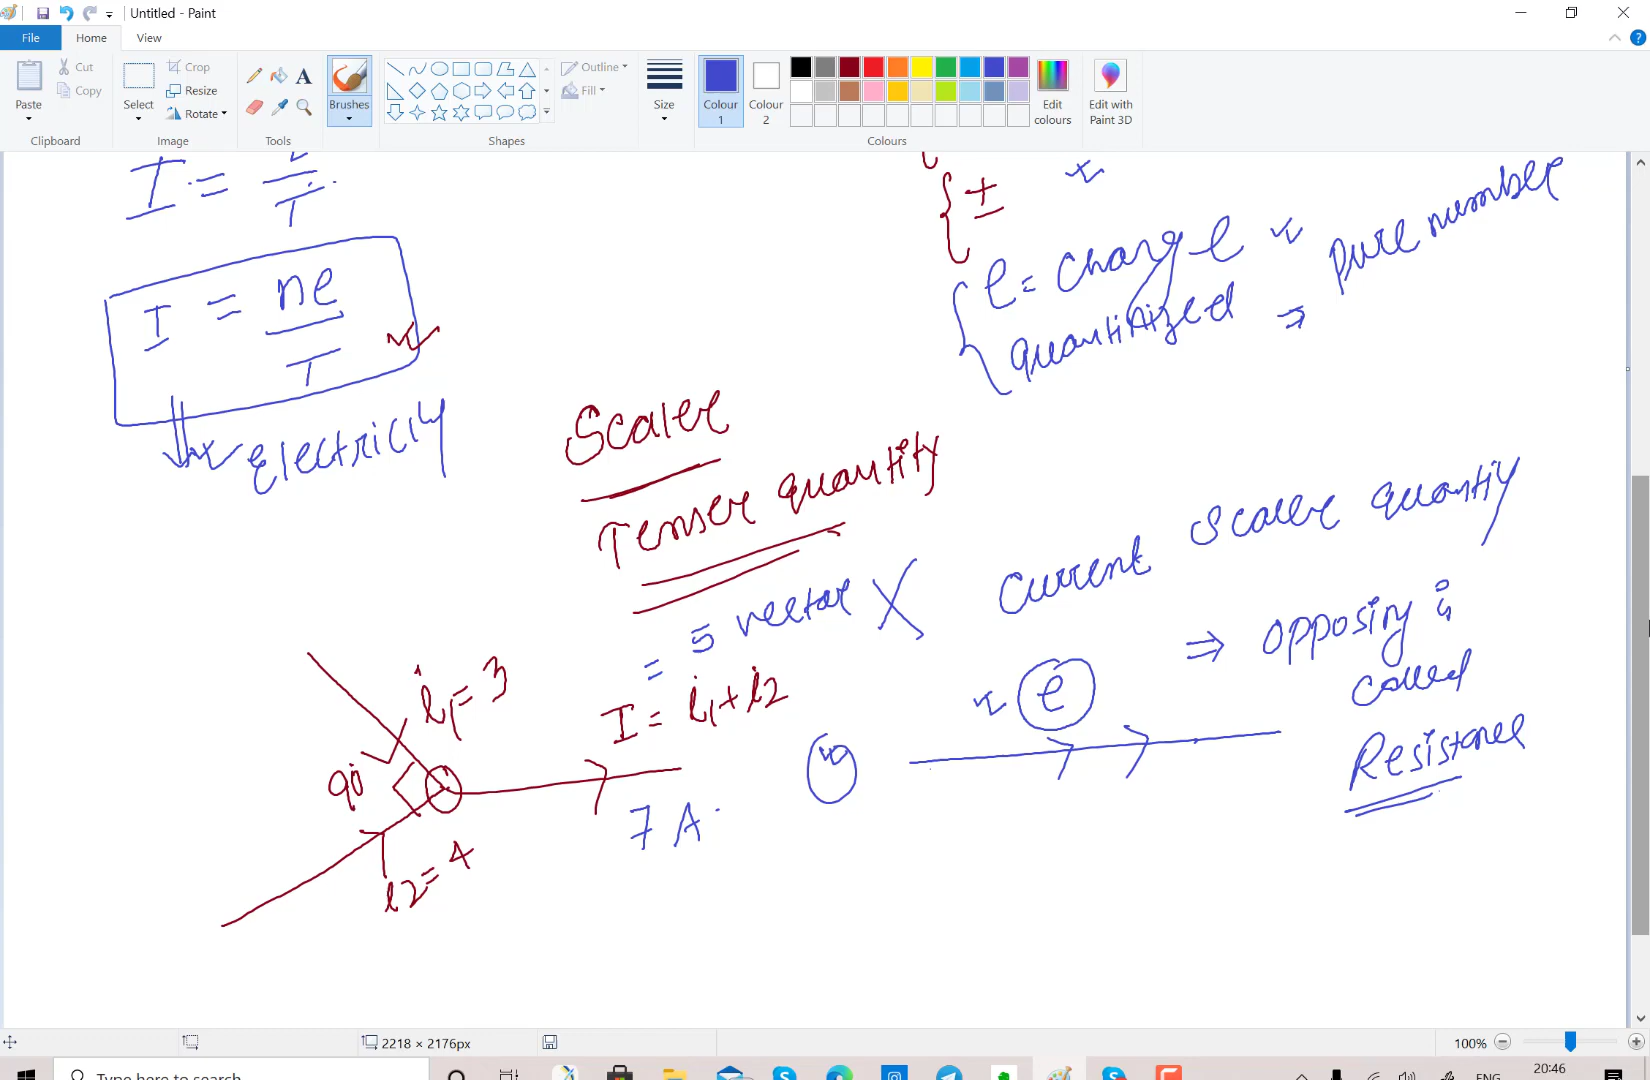 Untitled - Paint
File
Home
View
Paste
Cut
Copy
Clipboard
Select
Crop
Resize
Rotate
Image
Tools
Brushes
Shapes
Outline
Fill
Size
Colour 1
Colour 2
Edit colours
Edit with Paint 3D
Colours
I =
T
±
e = charge
quantized ⇒ pure number
I = ne
T
Electricity
Scaler
Tenser quantity
= 5 vector X
Current scaler quantity
⇒ opposing is
called
Resistance
i1 = 3
I = i1 + i2
e
90
7 A
i2 = 4
2218 × 2176px
100%
Type here to search
ENG
20:46